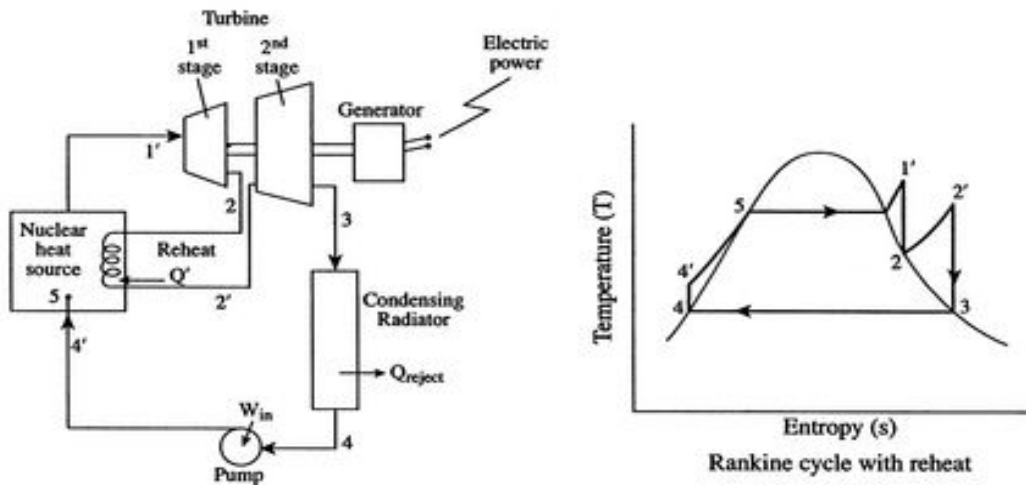 Turbine
1st
stage
2nd
stage
Electric
power
Generator
1'
2
3
Nuclear
heat
source
Reheat
Q'
5
2'
4'
Condensing
Radiator
Qreject
Win
4
Pump
Temperature (T)
1'
2'
5
2
4'
4
3
Entropy (s)
Rankine cycle with reheat